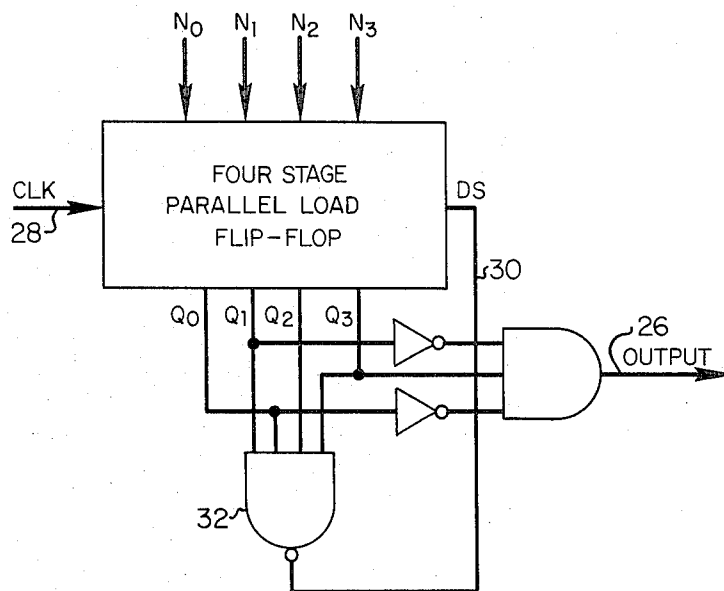 N0 N1 N2 N3
CLK
28
FOUR STAGE
PARALLEL LOAD
FLIP-FLOP
DS
30
Q0 Q1 Q2 Q3
26
OUTPUT
32